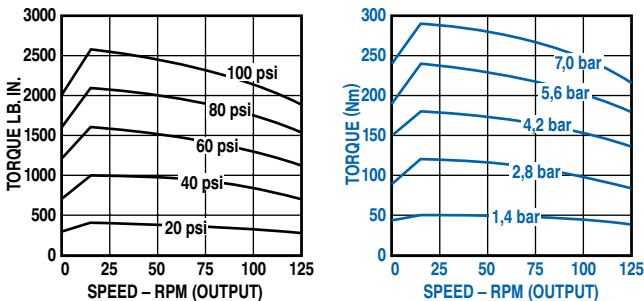 TORQUE LB.IN.
3000
2500
2000
1500
1000
500
0
100 psi
80 psi
60 psi
40 psi
20 psi
0 25 50 75 100 125
SPEED – RPM (OUTPUT)
TORQUE (Nm)
300
250
200
150
100
50
0
7,0 bar
5,6 bar
4,2 bar
2,8 bar
1,4 bar
0 25 50 75 100 125
SPEED – RPM (OUTPUT)